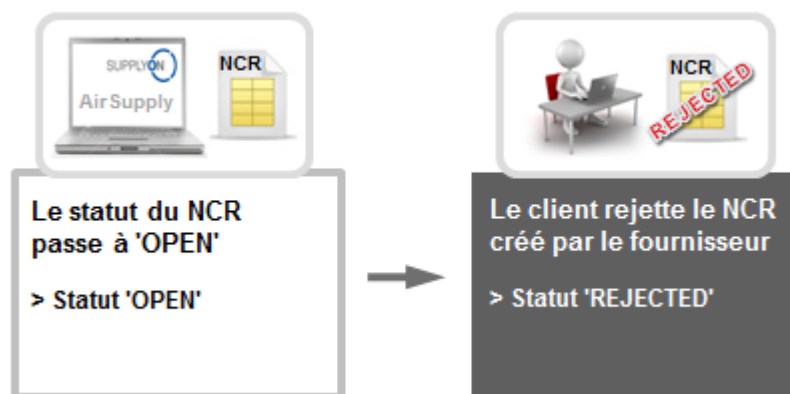 SUPPLYON
AirSupply
NCR
NCR
REJECTED
Le statut du NCR
passe à 'OPEN'
> Statut 'OPEN'
Le client rejette le NCR
créé par le fournisseur
> Statut 'REJECTED'